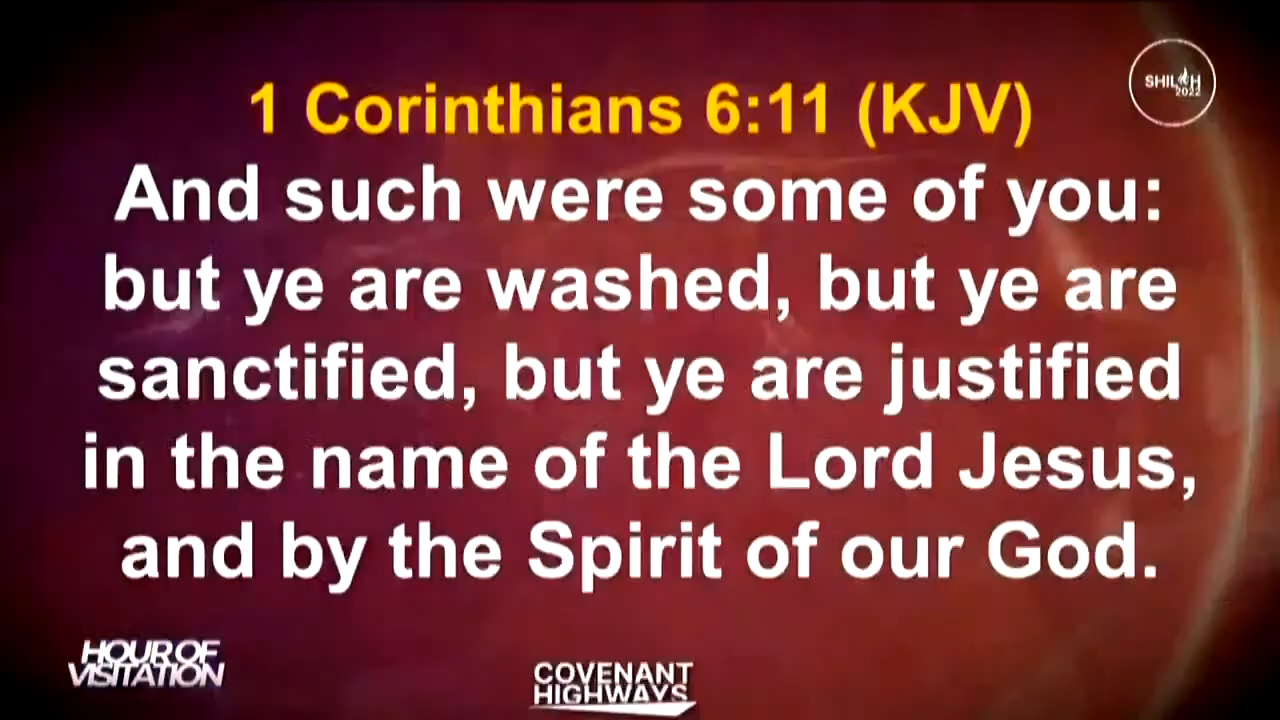 SHILOH
2022
1 Corinthians 6:11 (KJV)
And such were some of you:
but ye are washed, but ye are
sanctified, but ye are justified
in the name of the Lord Jesus,
and by the Spirit of our God.
HOUR OF
VISITATION
COVENANT
HIGHWAYS